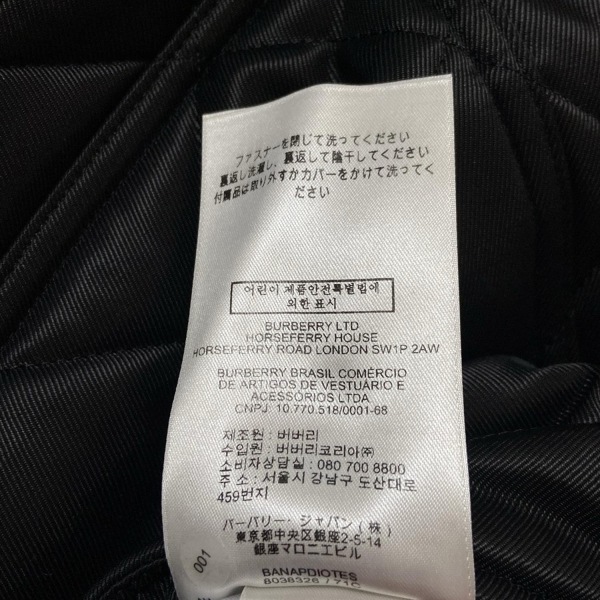 ファスナーを閉じて洗ってください
裏返し洗濯し、裏返して陰干ししてください
付属品は取り外すかカバーをかけて洗ってく
ださい
어린이 제품안전특별법에
의한 표시
BURBERRY LTD
HORSEFERRY HOUSE
HORSEFERRY ROAD LONDON SW1P 2AW
BURBERRY BRASIL COMÉRCIO
DE ARTIGOS DE VESTUÁRIO E
ACESSÓRIOS LTDA
CNPJ: 10.770.518/0001-68
제조원 : 버버리
수입원 : 버버리코리아㈜
소비자상담실 : 080 700 8800
주 소 : 서울시 강남구 도산대로
459번지
バーバリー・ジャパン(株)
東京都中央区銀座2-5-14
銀座マロニエビル
001
BANAPDIOTES
8038326 / 71C